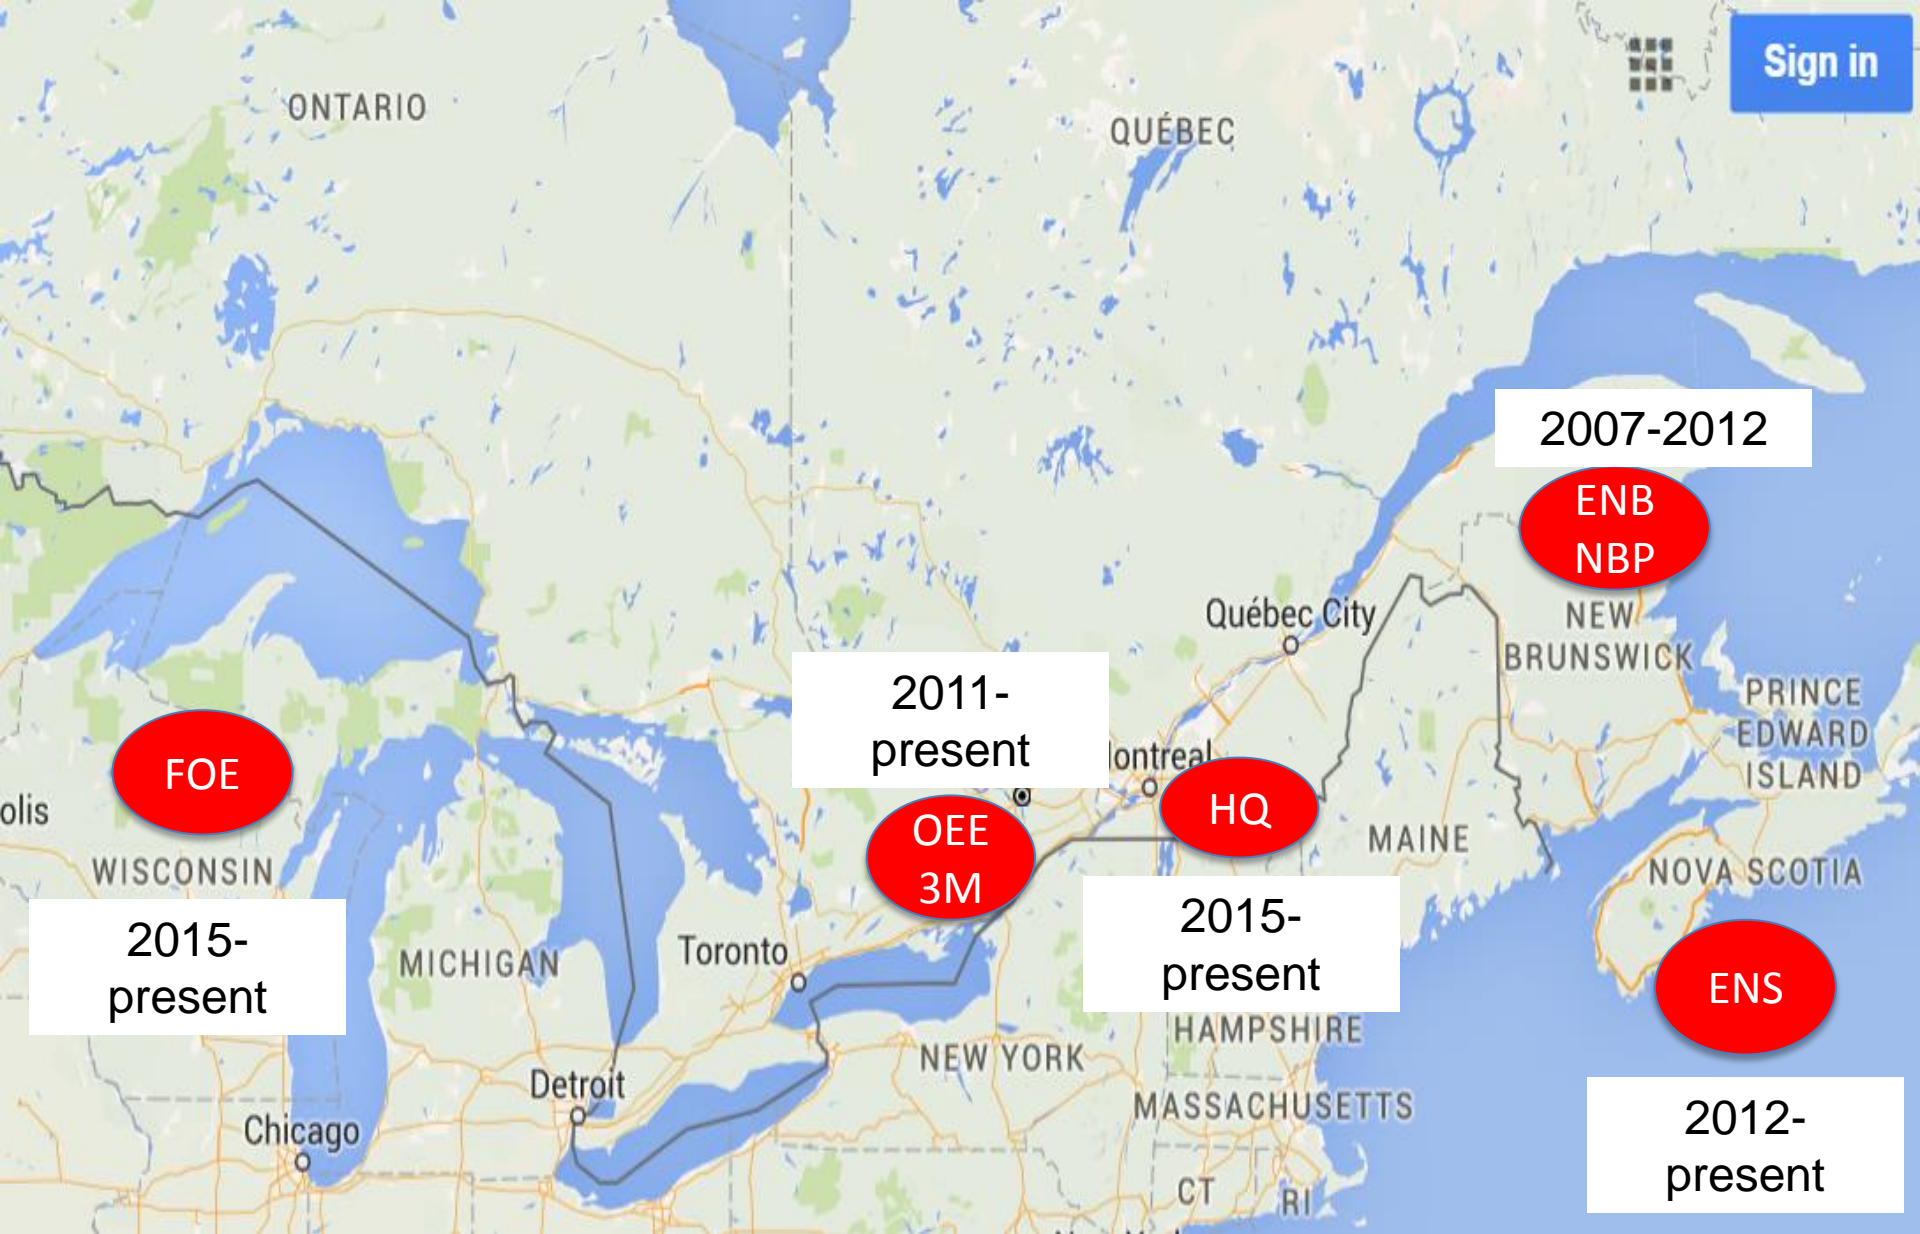 Sign in
ONTARIO
QUÉBEC
2007-2012
ENB
NBP
Québec City
NEW
BRUNSWICK
PRINCE
EDWARD
ISLAND
2011-
present
ontreal
FOE
HQ
OEE
3M
olis
WISCONSIN
MAINE
NOVA SCOTIA
2015-
present
2015-
present
MICHIGAN
Toronto
ENS
HAMPSHIRE
NEW YORK
Detroit
MASSACHUSETTS
Chicago
2012-
present
CT
RI